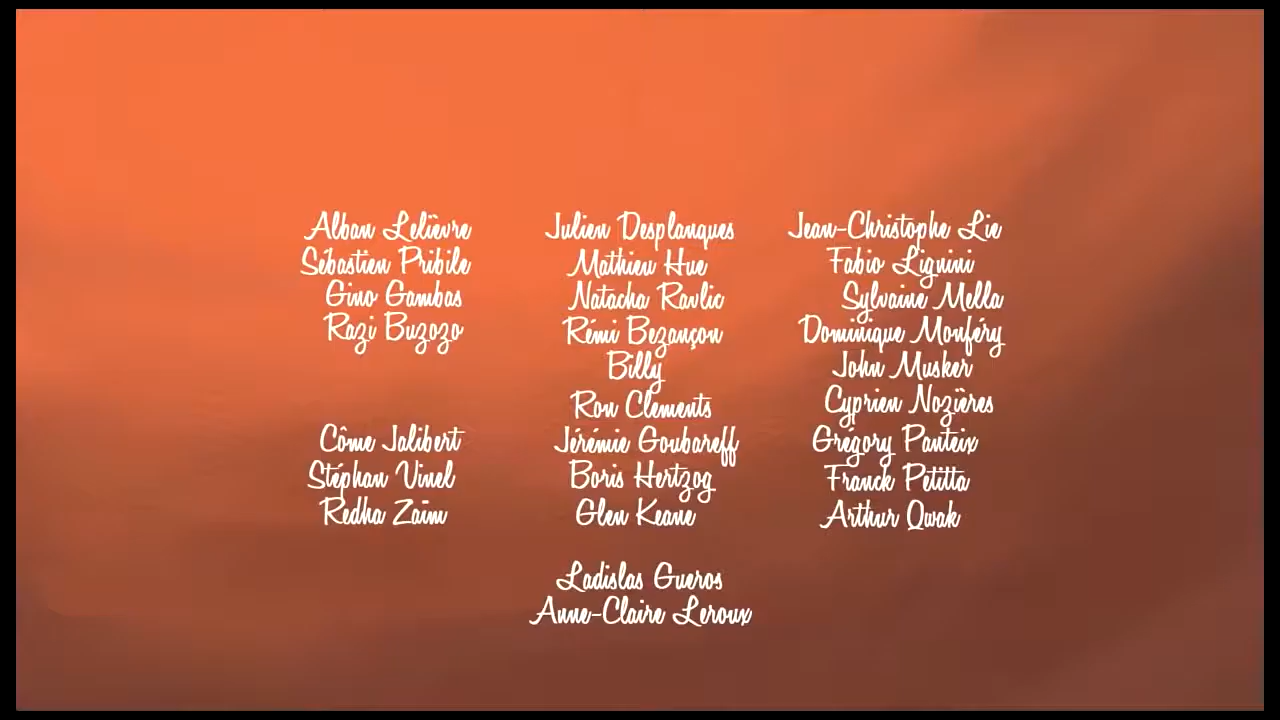 Alban Lelièvre
Sébastien Pribile
Gino Gambas
Razi Buzozo
Côme Jalibert
Stéphan Vinel
Redha Zaim
Julien Desplanques
Mathieu Hue
Natacha Ravlic
Rémi Bezançon
Billy
Ron Clements
Jérémie Goubareff
Boris Hertzog
Glen Keane
Jean-Christophe Lie
Fabio Lignini
Sylvaine Mella
Dominique Monféry
John Musker
Cyprien Nozières
Grégory Panteix
Franck Petitta
Arthur Qwak
Ladislas Gueros
Anne-Claire Leroux